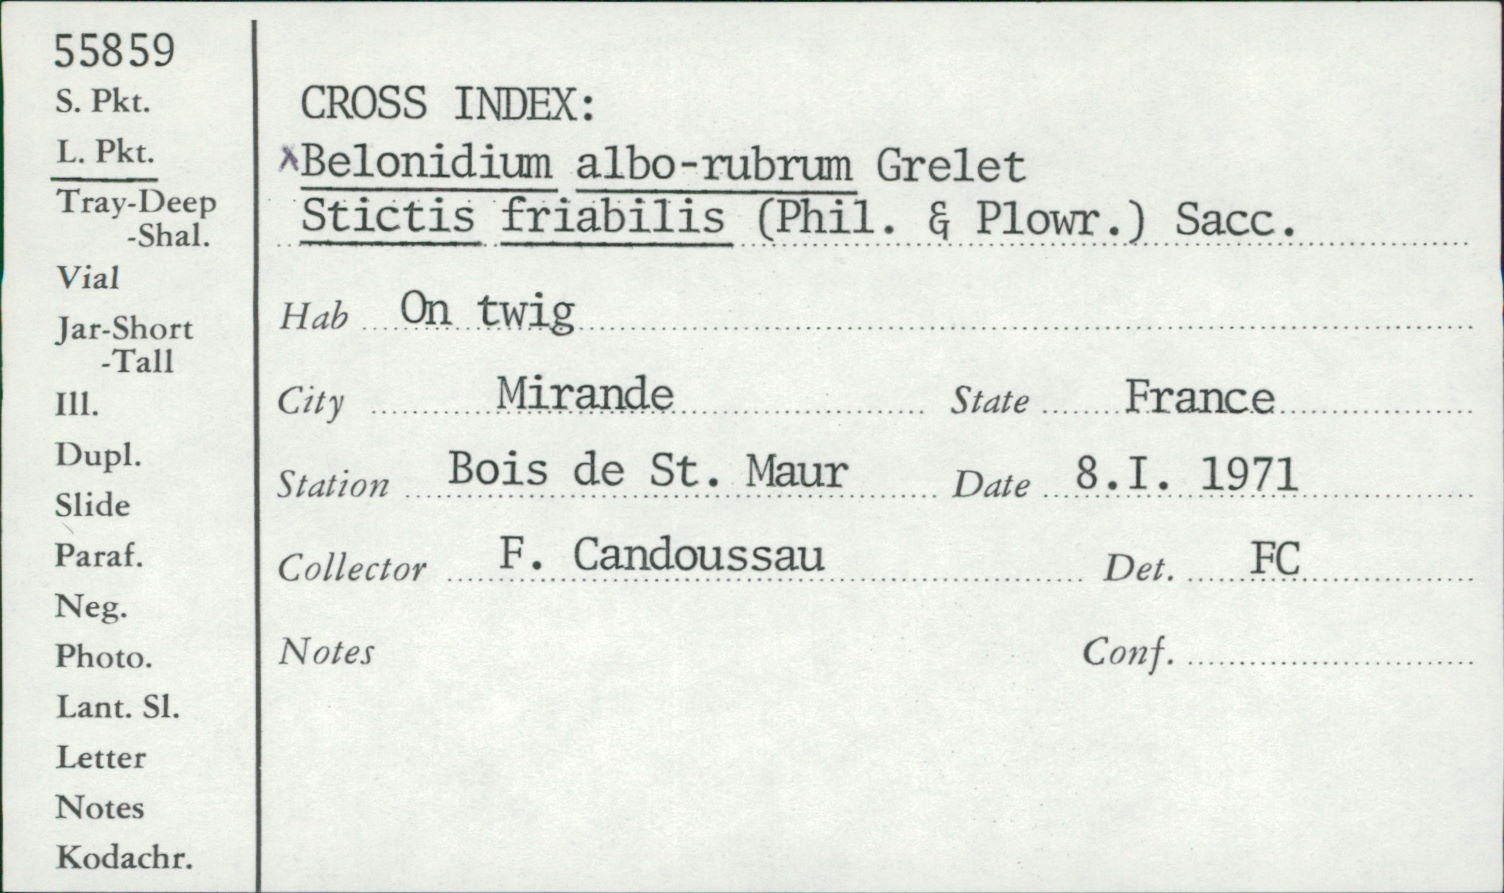 55859
S. Pkt.
L. Pkt.
Tray-Deep
-Shal.
Vial
Jar-Short
-Tall
Ill.
Dupl.
Slide
Paraf.
Neg.
Photo.
Lant. Sl.
Letter
Notes
Kodachr.
CROSS INDEX:
xBelonidium albo-rubrum Grelet
Stictis friabilis (Phil. & Plowr.) Sacc.
Hab On twig
City Mirande State France
Station Bois de St. Maur Date 8.I. 1971
Collector F. Candoussau Det. FC
Notes Conf.